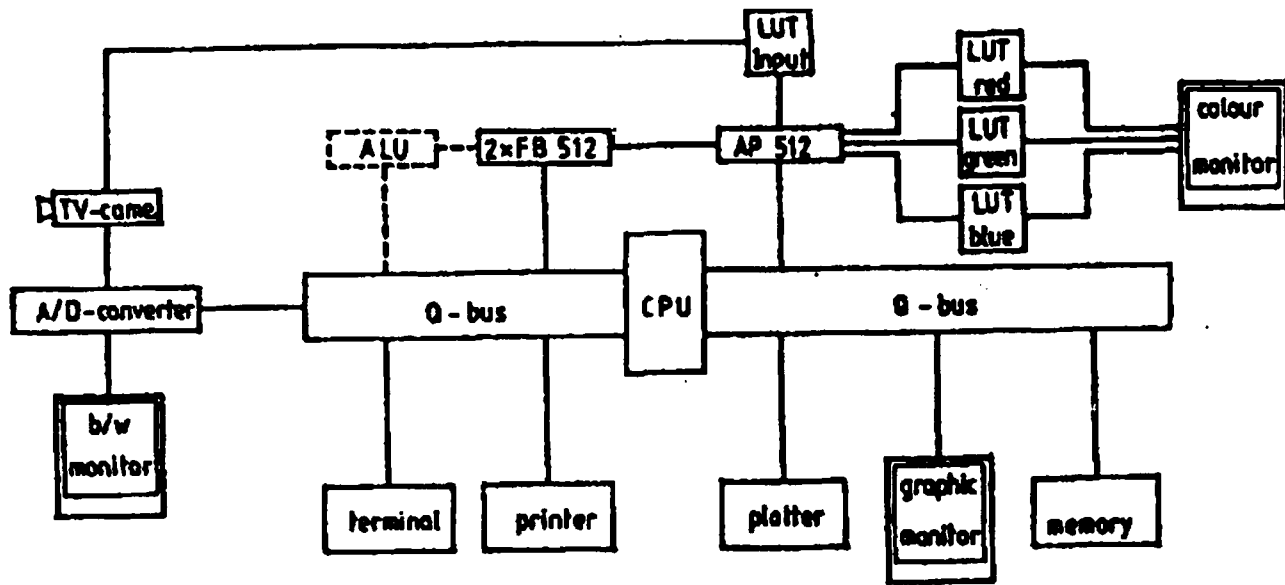 LUT
Input
LUT
red
colour
monitor
ALU
2×FB 512
AP 512
LUT
green
TV-came
LUT
blue
A/D-converter
Q-bus
CPU
Q-bus
b/w
monitor
terminal
printer
plotter
graphic
monitor
memory